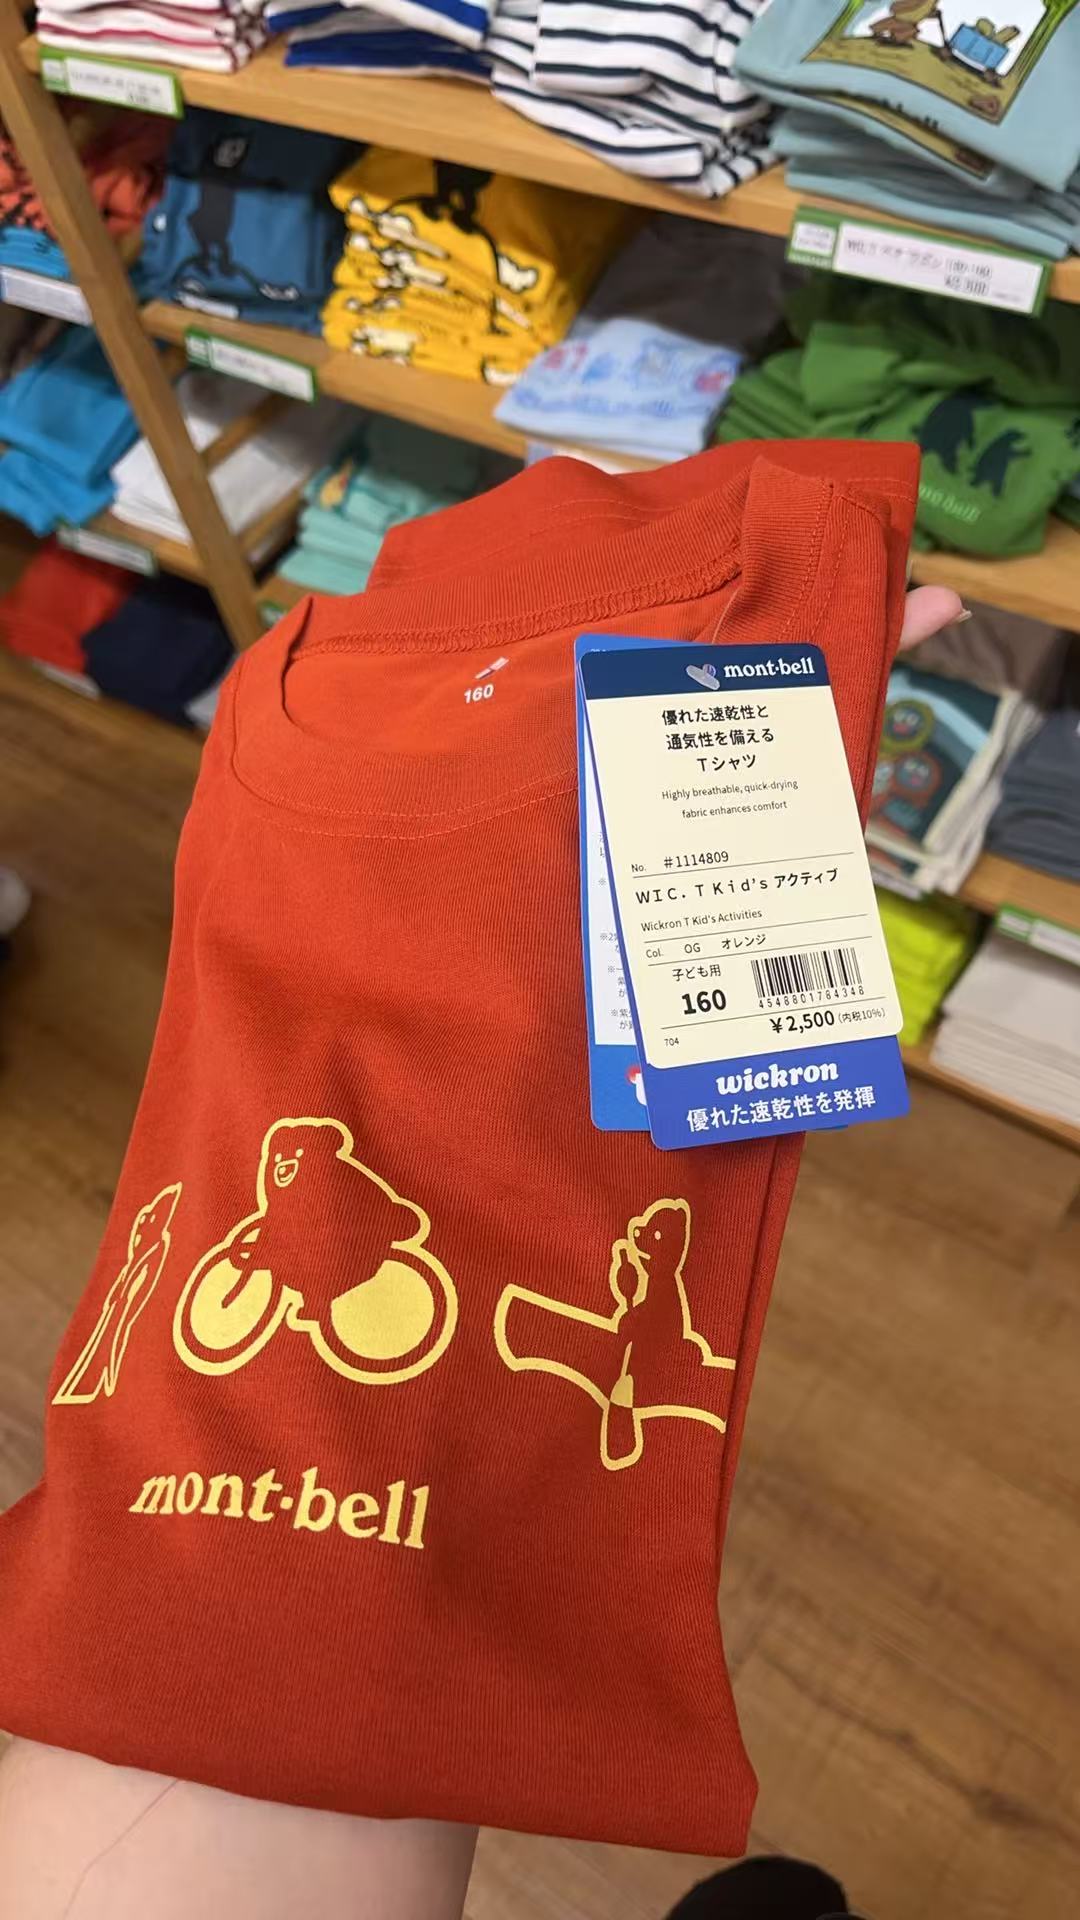 160
mont-bell
優れた速乾性と
通気性を備える
Tシャツ
Highly breathable, quick-drying
fabric enhances comfort
No. #1114809
WIC. T Kid's アクティブ
Wickron T Kid's Activities
Col. OG オレンジ
子ども用
160
4548801784348
¥2,500 (内税10%)
704
wickron
優れた速乾性を発揮
mont-bell